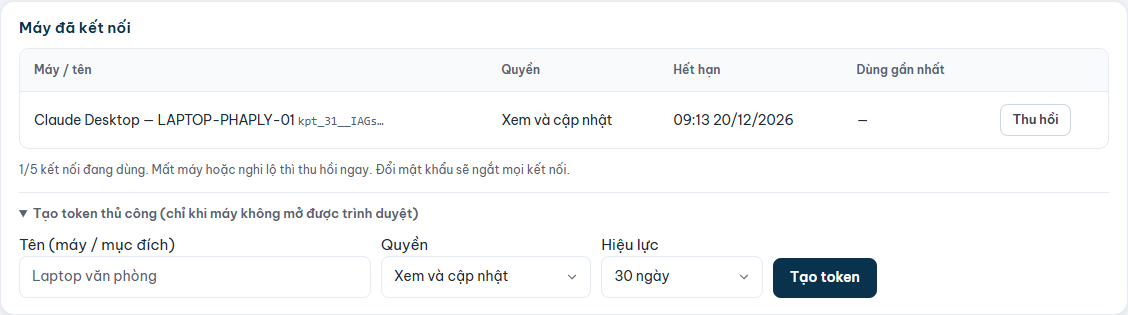 Máy đã kết nối
Máy / tên Quyền Hết hạn Dùng gần nhất
Claude Desktop — LAPTOP-PHAPLY-01 kpt_31__IAGs… Xem và cập nhật 09:13 20/12/2026 — Thu hồi
1/5 kết nối đang dùng. Mất máy hoặc nghi lộ thì thu hồi ngay. Đổi mật khẩu sẽ ngắt mọi kết nối.
▼ Tạo token thủ công (chỉ khi máy không mở được trình duyệt)
Tên (máy / mục đích) Quyền Hiệu lực
Laptop văn phòng Xem và cập nhật 30 ngày Tạo token